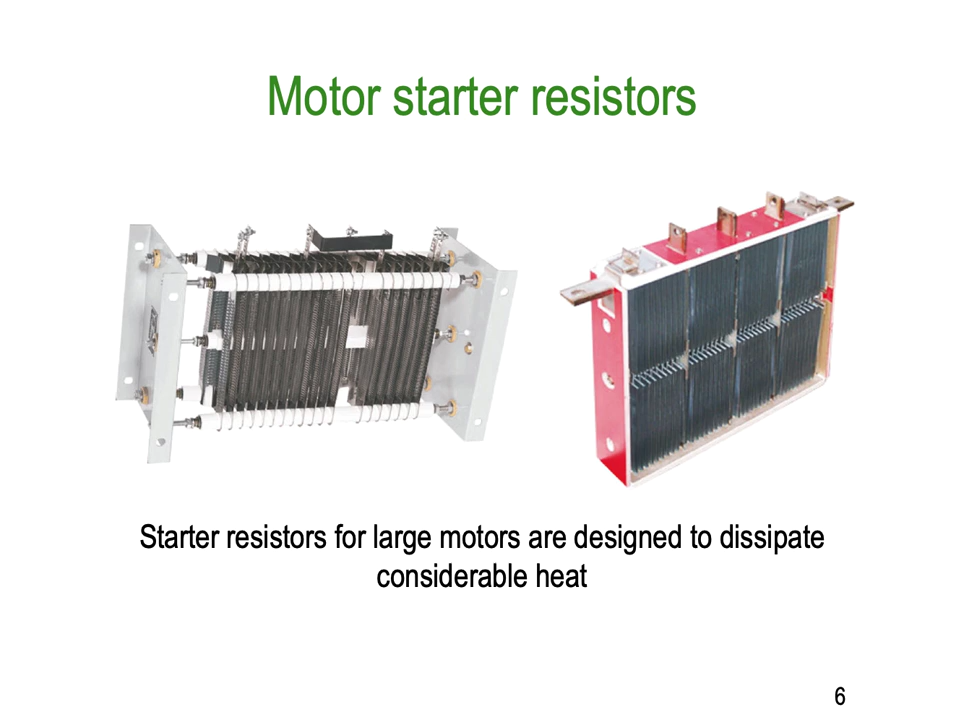 Motor starter resistors
Starter resistors for large motors are designed to dissipate
considerable heat
6